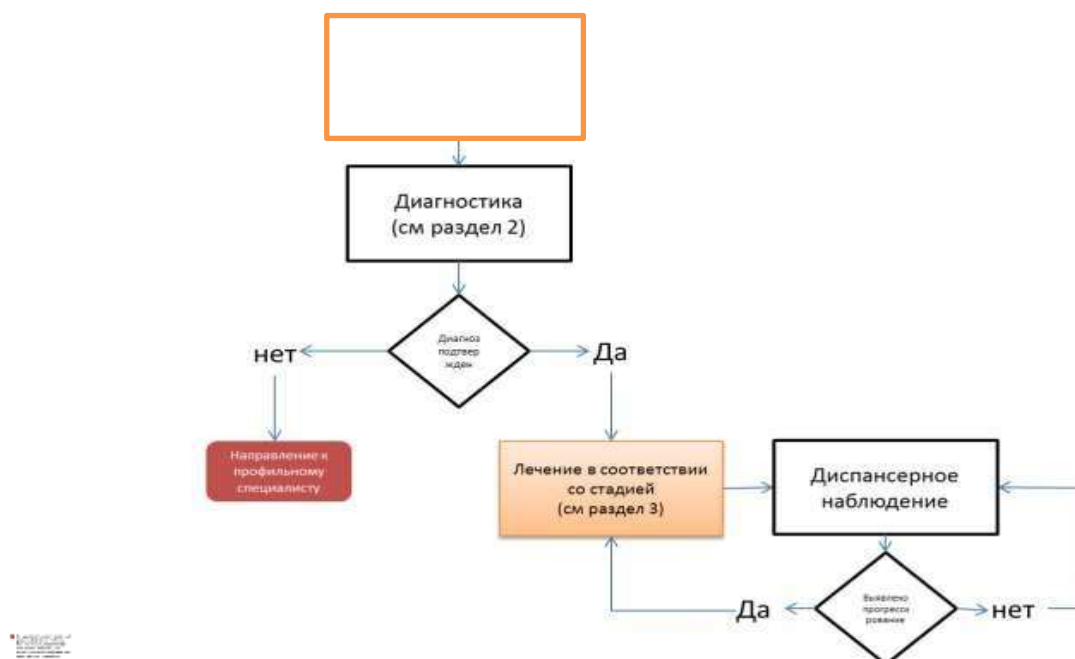 Диагностика
(см раздел 2)
Диагноз
подтвер
жден
нет
Да
Направление к
профильному
специалисту
Лечение в соответствии
со стадией
(см раздел 3)
Диспансерное
наблюдение
Выявлено
прогресси
рование
Да
нет